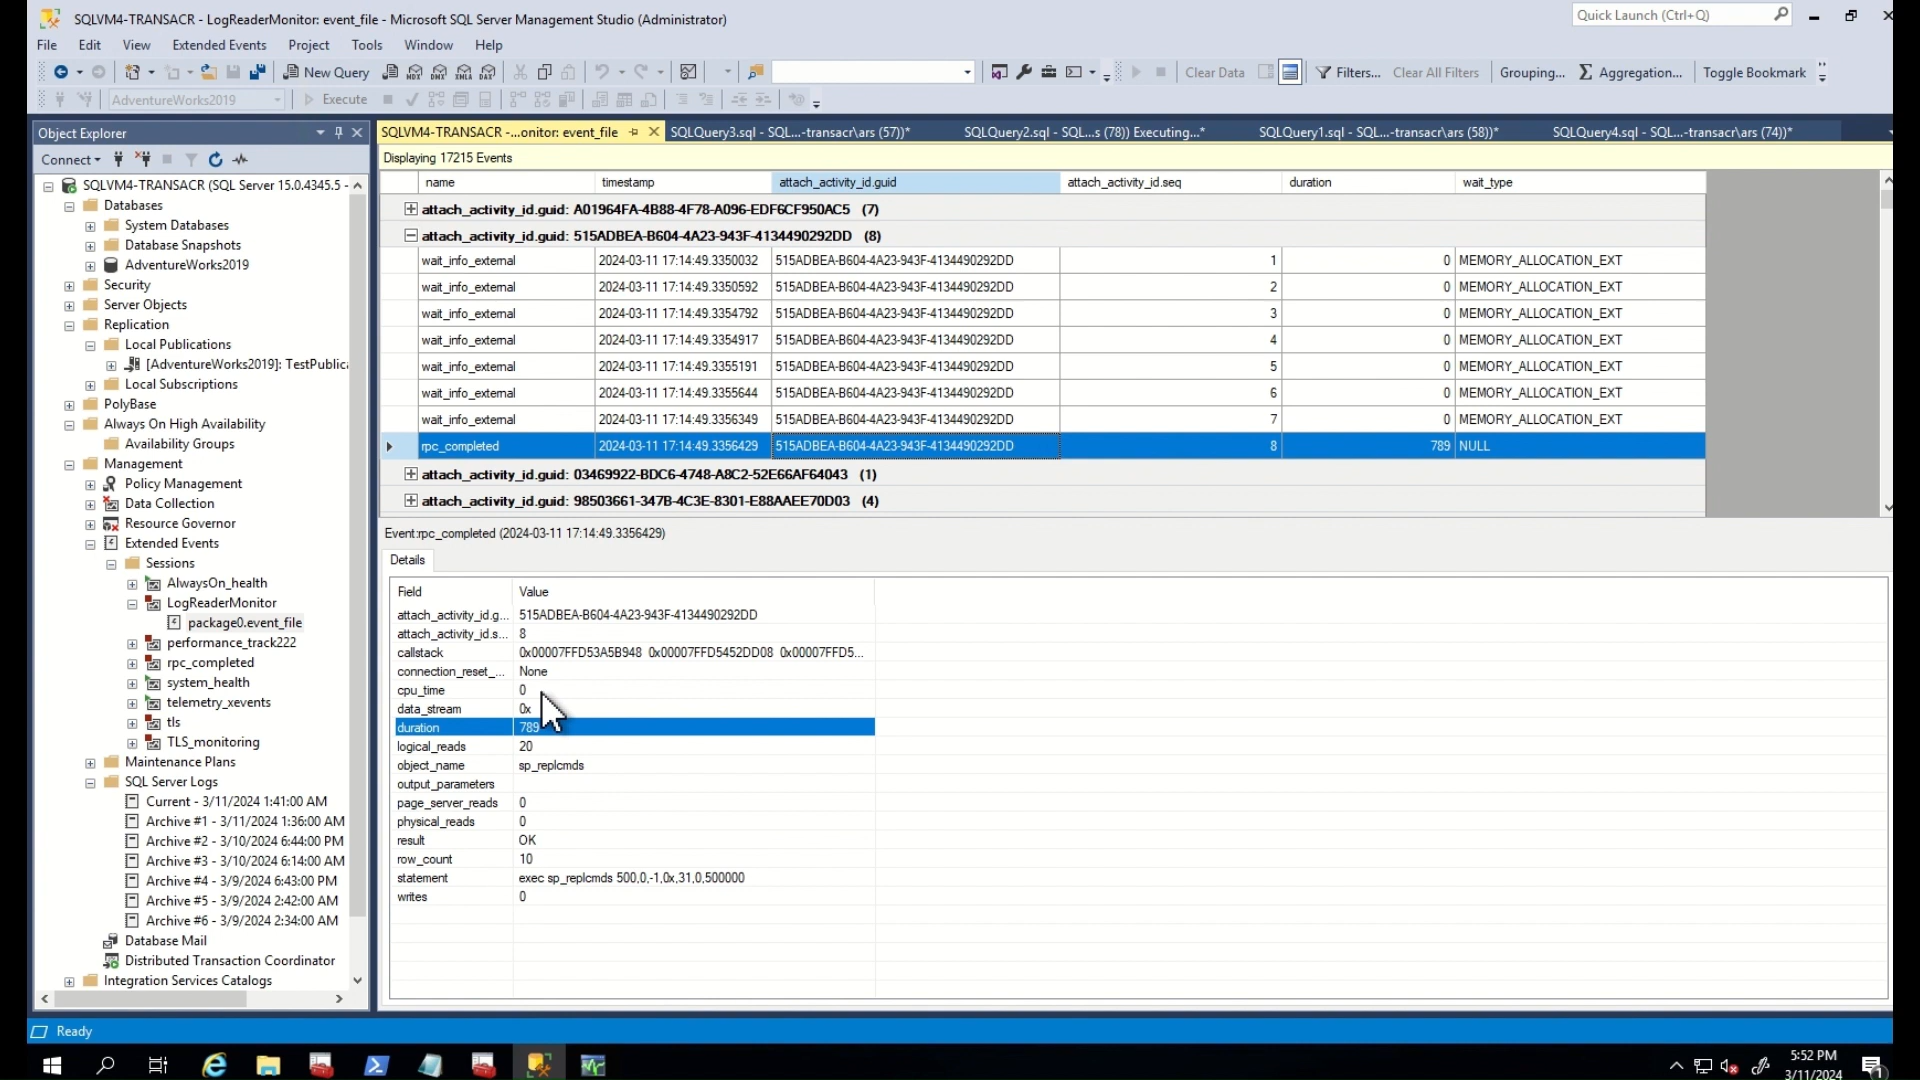 SQLVM4-TRANSACR - LogReaderMonitor: event_file - Microsoft SQL Server Management Studio (Administrator)
Quick Launch (Ctrl+Q)
File Edit View Extended Events Project Tools Window Help
New Query MDX DMX XMLA DAX Clear Data Filters... Clear All Filters Grouping... Aggregation... Toggle Bookmark
AdventureWorks2019 Execute
Object Explorer
SQLVM4-TRANSACR -...onitor: event_file SQLQuery3.sql - SQL...-transacr\ars (57))* SQLQuery2.sql - SQL...s (78)) Executing...* SQLQuery1.sql - SQL...-transacr\ars (58))* SQLQuery4.sql - SQL...-transacr\ars (74))*
Connect
SQLVM4-TRANSACR (SQL Server 15.0.4345.5 -
Databases
System Databases
Database Snapshots
AdventureWorks2019
Security
Server Objects
Replication
Local Publications
[AdventureWorks2019]: TestPublic
Local Subscriptions
PolyBase
Always On High Availability
Availability Groups
Management
Policy Management
Data Collection
Resource Governor
Extended Events
Sessions
AlwaysOn_health
LogReaderMonitor
package0.event_file
performance_track222
rpc_completed
system_health
telemetry_xevents
tls
TLS_monitoring
Maintenance Plans
SQL Server Logs
Current - 3/11/2024 1:41:00 AM
Archive #1 - 3/11/2024 1:36:00 AM
Archive #2 - 3/10/2024 6:44:00 PM
Archive #3 - 3/10/2024 6:14:00 AM
Archive #4 - 3/9/2024 6:43:00 PM
Archive #5 - 3/9/2024 2:42:00 AM
Archive #6 - 3/9/2024 2:34:00 AM
Database Mail
Distributed Transaction Coordinator
Integration Services Catalogs
Displaying 17215 Events
name timestamp attach_activity_id.guid attach_activity_id.seq duration wait_type
attach_activity_id.guid: A01964FA-4B88-4F78-A096-EDF6CF950AC5 (7)
attach_activity_id.guid: 515ADBEA-B604-4A23-943F-4134490292DD (8)
wait_info_external 2024-03-11 17:14:49.3350032 515ADBEA-B604-4A23-943F-4134490292DD 1 0 MEMORY_ALLOCATION_EXT
wait_info_external 2024-03-11 17:14:49.3350592 515ADBEA-B604-4A23-943F-4134490292DD 2 0 MEMORY_ALLOCATION_EXT
wait_info_external 2024-03-11 17:14:49.3354792 515ADBEA-B604-4A23-943F-4134490292DD 3 0 MEMORY_ALLOCATION_EXT
wait_info_external 2024-03-11 17:14:49.3354917 515ADBEA-B604-4A23-943F-4134490292DD 4 0 MEMORY_ALLOCATION_EXT
wait_info_external 2024-03-11 17:14:49.3355191 515ADBEA-B604-4A23-943F-4134490292DD 5 0 MEMORY_ALLOCATION_EXT
wait_info_external 2024-03-11 17:14:49.3355644 515ADBEA-B604-4A23-943F-4134490292DD 6 0 MEMORY_ALLOCATION_EXT
wait_info_external 2024-03-11 17:14:49.3356349 515ADBEA-B604-4A23-943F-4134490292DD 7 0 MEMORY_ALLOCATION_EXT
rpc_completed 2024-03-11 17:14:49.3356429 515ADBEA-B604-4A23-943F-4134490292DD 8 789 NULL
attach_activity_id.guid: 03469922-BDC6-4748-A8C2-52E66AF64043 (1)
attach_activity_id.guid: 98503661-347B-4C3E-8301-E88AAEE70D03 (4)
Event:rpc_completed (2024-03-11 17:14:49.3356429)
Details
Field Value
attach_activity_id.g... 515ADBEA-B604-4A23-943F-4134490292DD
attach_activity_id.s... 8
callstack 0x00007FFD53A5B948 0x00007FFD5452DD08 0x00007FFD5...
connection_reset_... None
cpu_time 0
data_stream 0x
duration 789
logical_reads 20
object_name sp_replcmds
output_parameters
page_server_reads 0
physical_reads 0
result OK
row_count 10
statement exec sp_replcmds 500,0,-1,0x,31,0,500000
writes 0
Ready
5:52 PM
3/11/2024
1